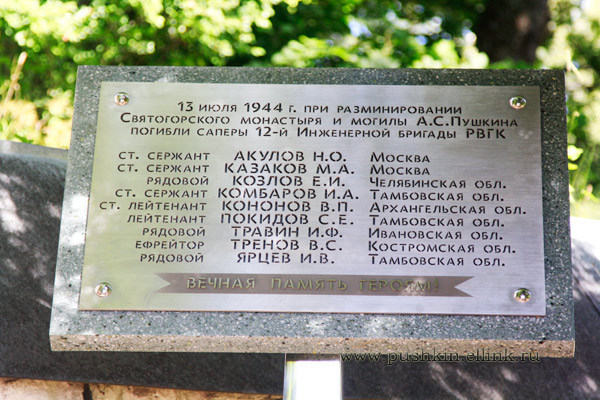 13 июля 1944 г. при разминировании
Святогорского монастыря и могилы А.С.Пушкина
погибли саперы 12-й Инженерной бригады РВГК
ст. сержант АКУЛОВ Н.О. Москва
ст. сержант КАЗАКОВ М.А. Москва
рядовой КОЗЛОВ Е.И. Челябинская обл.
ст. сержант КОМБАРОВ И.А. Тамбовская обл.
ст. лейтенант КОНОНОВ В.П. Архангельская обл.
лейтенант ПОКИДОВ С.Е. Тамбовская обл.
рядовой ТРАВИН И.Ф. Ивановская обл.
ефрейтор ТРЕНОВ В.С. Костромская обл.
рядовой ЯРЦЕВ И.В. Тамбовская обл.
ВЕЧНАЯ ПАМЯТЬ ГЕРОЯМ!
www.pushkin.ellink.ru